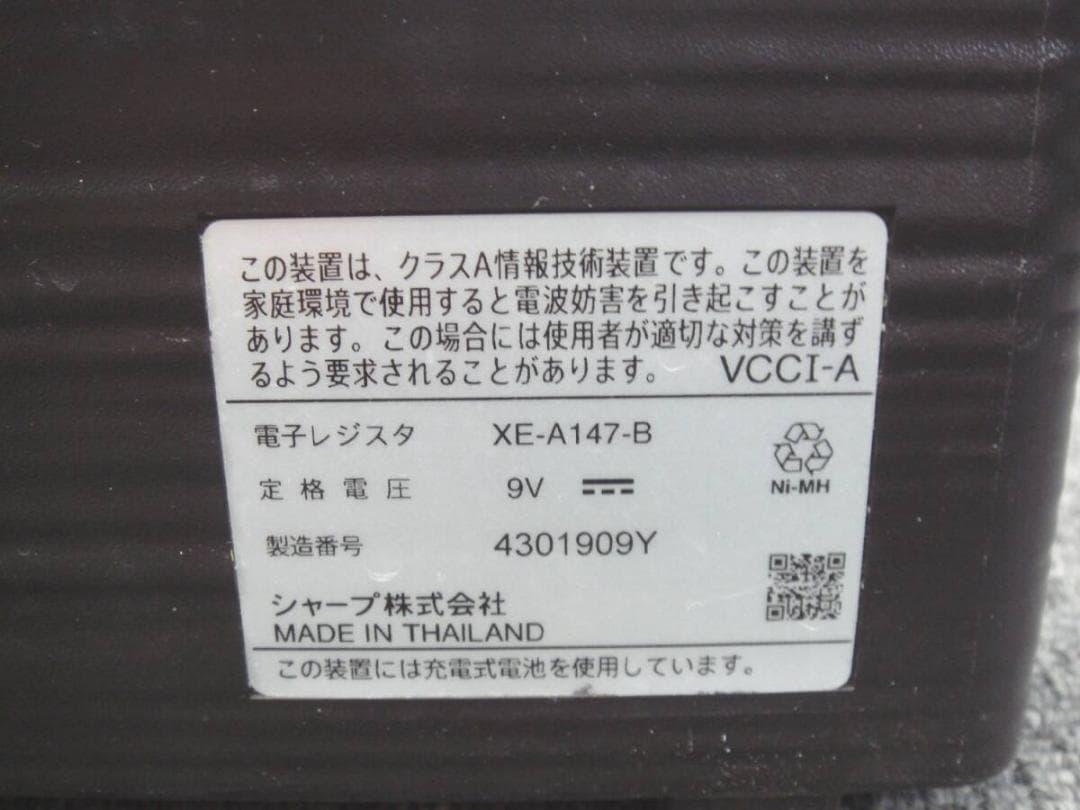 この装置は、クラスA情報技術装置です。この装置を
家庭環境で使用すると電波妨害を引き起こすことが
あります。この場合には使用者が適切な対策を講ず
るよう要求されることがあります。 VCCI-A
電子レジスタ XE-A147-B
定格電圧 9V
Ni-MH
製造番号 4301909Y
シャープ株式会社
MADE IN THAILAND
この装置には充電式電池を使用しています。